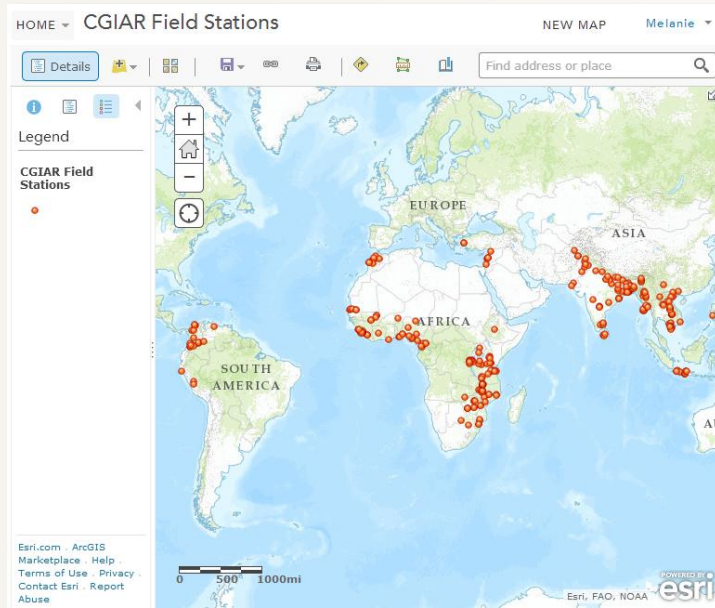 HOME CGIAR Field Stations NEW MAP Melanie
Details Find address or place
Legend
CGIAR Field
Stations
EUROPE
ASIA
AFRICA
SOUTH
AMERICA
A
Esri.com . ArcGIS
Marketplace . Help .
Terms of Use . Privacy .
Contact Esri . Report
Abuse
0 500 1000mi
Esri, FAO, NOAA
POWERED BY
esri